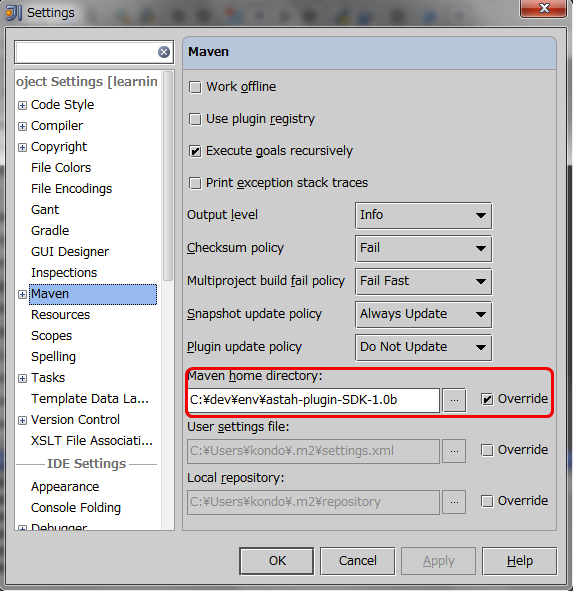 Settings
oject Settings [learnin
Code Style
Compiler
Copyright
File Colors
File Encodings
Gant
Gradle
GUI Designer
Inspections
Maven
Resources
Scopes
Spelling
Tasks
Template Data La...
Version Control
XSLT File Associati...
IDE Settings
Appearance
Console Folding
Debugger
Maven
Work offline
Use plugin registry
Execute goals recursively
Print exception stack traces
Output level Info
Checksum policy Fail
Multiproject build fail policy Fail Fast
Snapshot update policy Always Update
Plugin update policy Do Not Update
Maven home directory:
C:¥dev¥env¥astah-plugin-SDK-1.0b ... Override
User settings file:
C:¥Users¥kondo¥.m2¥settings.xml ... Override
Local repository:
C:¥Users¥kondo¥.m2¥repository ... Override
OK Cancel Apply Help